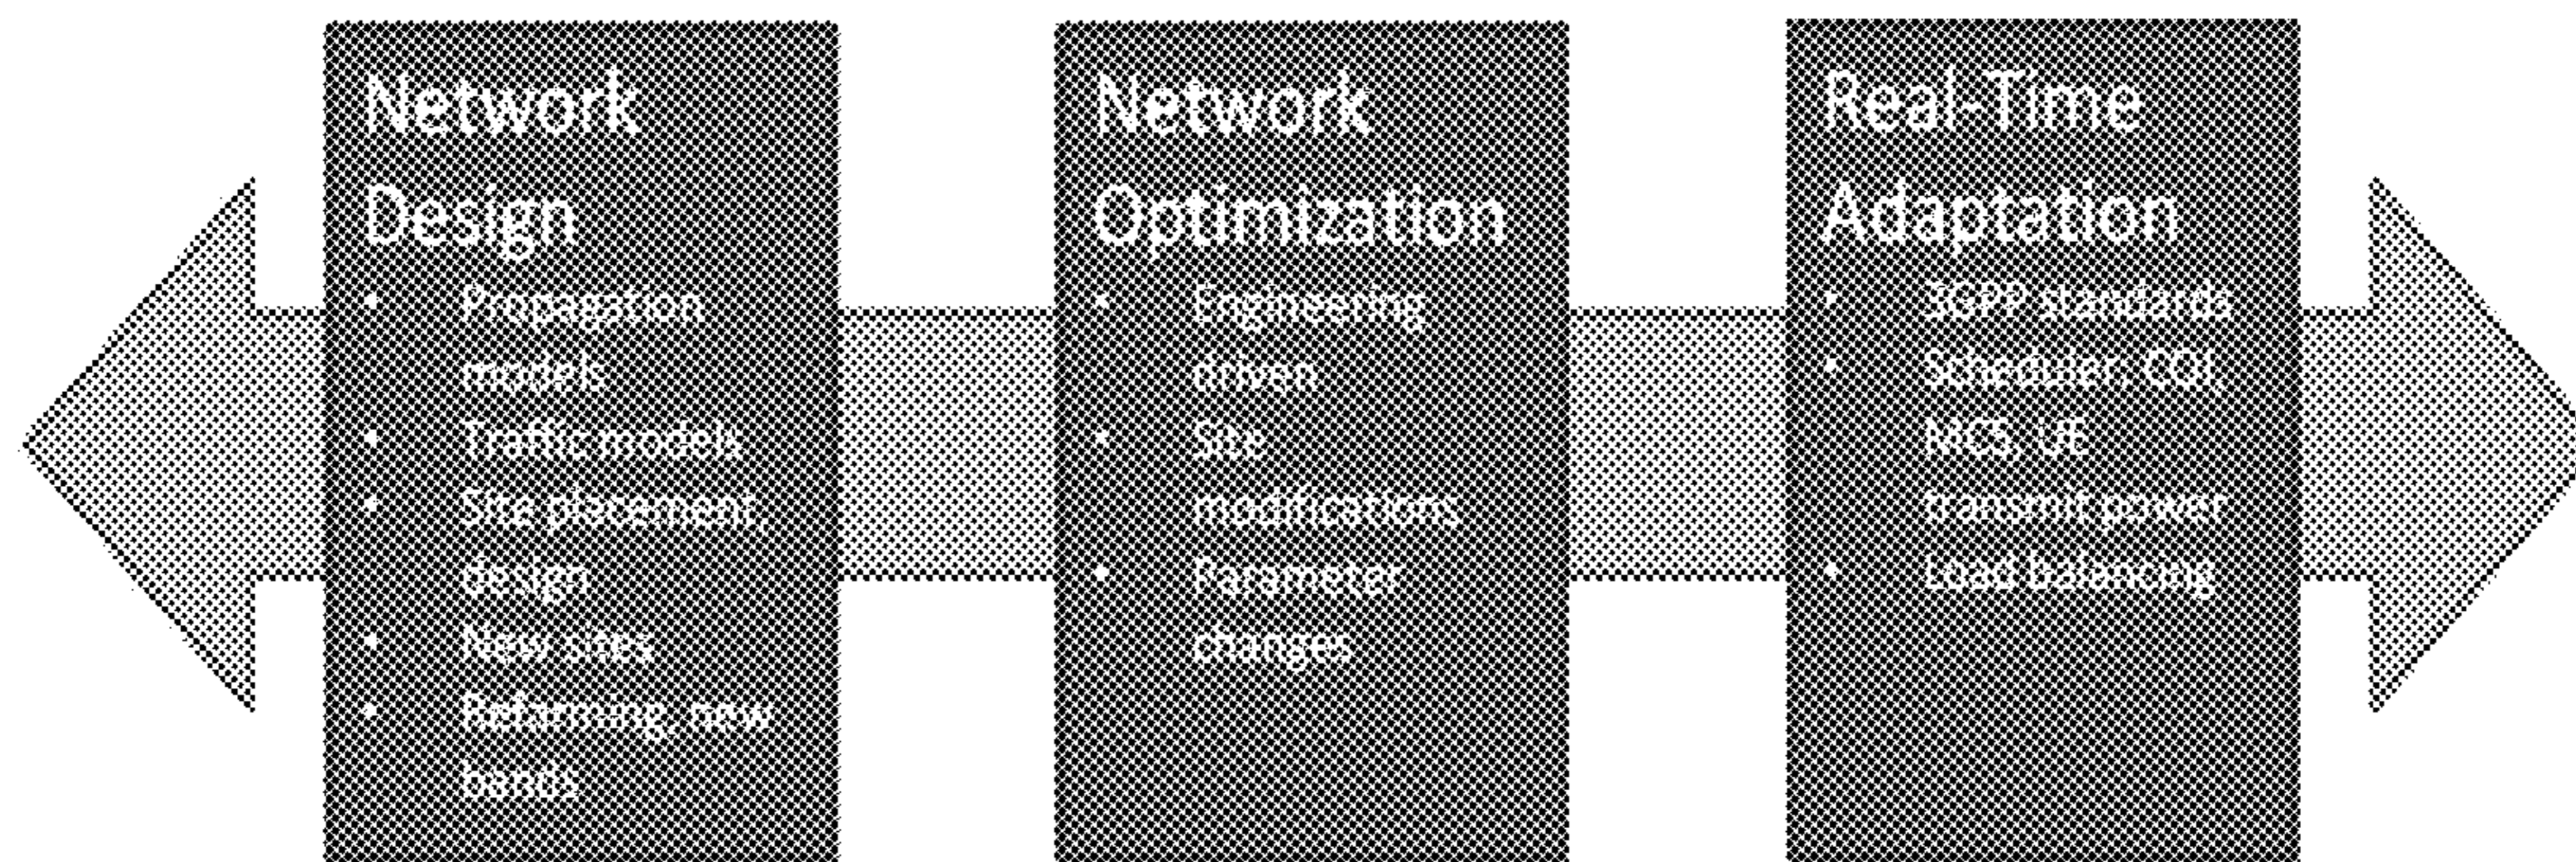 Network
Design
• Propagation
models
• Traffic models
• Site placement,
design
• New sites
• Refarming, new
bands
Network
Optimization
• Engineering
driven
• Site
modifications
• Parameter
changes
Real-Time
Adaptation
• 3GPP standards
• Scheduler: CQI,
MCS, UE
transmit power
• Load balancing